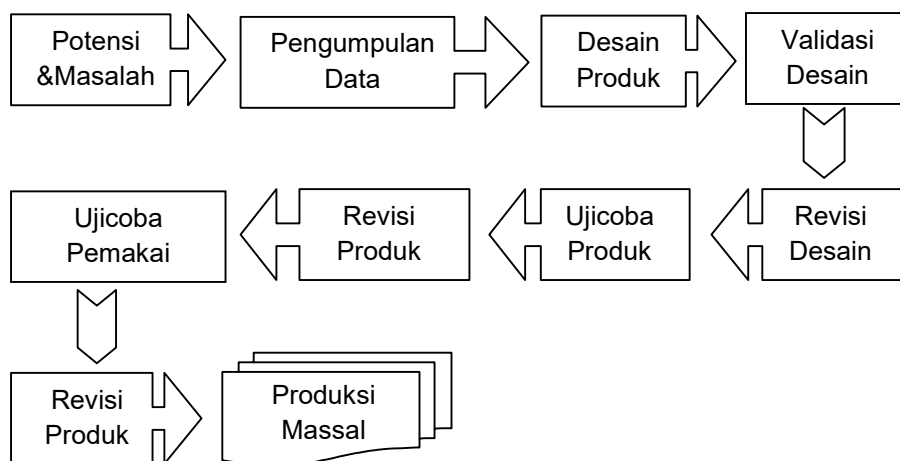 Potensi
&Masalah
Pengumpulan
Data
Desain
Produk
Validasi
Desain
Revisi
Desain
Ujicoba
Produk
Revisi
Produk
Ujicoba
Pemakai
Revisi
Produk
Produksi
Massal